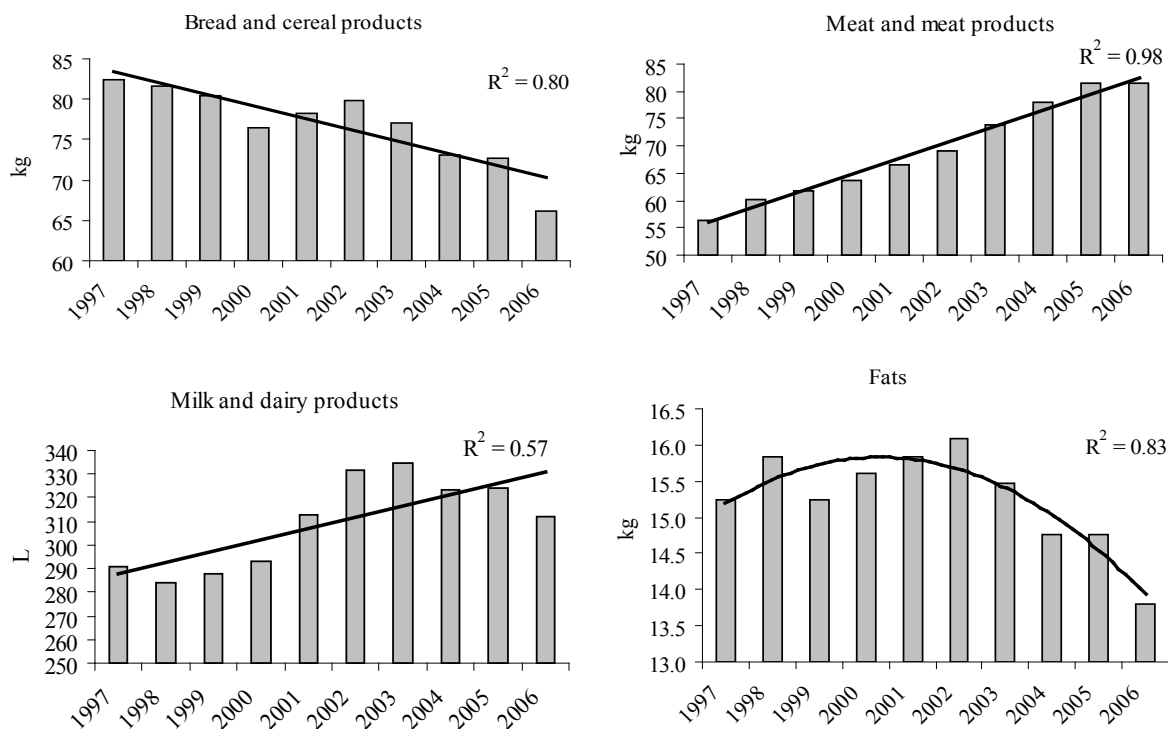 Bread and cereal products
R² = 0.80
kg
85
80
75
70
65
60
1997 1998 1999 2000 2001 2002 2003 2004 2005 2006
Meat and meat products
R² = 0.98
kg
85
80
75
70
65
60
55
50
1997 1998 1999 2000 2001 2002 2003 2004 2005 2006
Milk and dairy products
R² = 0.57
L
340
330
320
310
300
290
280
270
260
250
1997 1998 1999 2000 2001 2002 2003 2004 2005 2006
Fats
R² = 0.83
kg
16.5
16.0
15.5
15.0
14.5
14.0
13.5
13.0
1997 1998 1999 2000 2001 2002 2003 2004 2005 2006